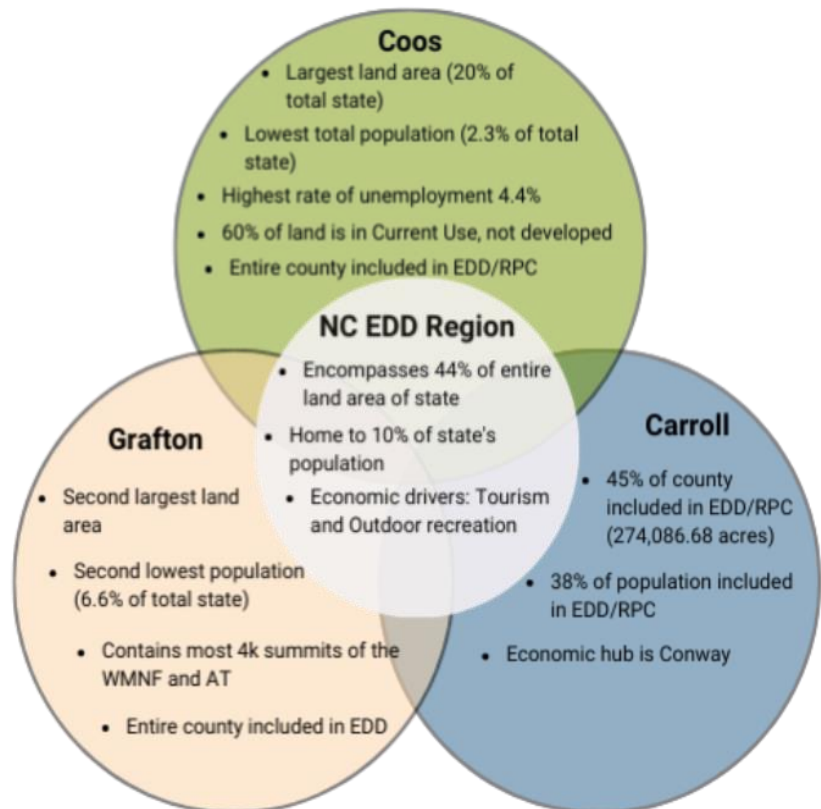 Coos
• Largest land area (20% of
total state)
• Lowest total population (2.3% of total
state)
• Highest rate of unemployment 4.4%
• 60% of land is in Current Use, not developed
• Entire county included in EDD/RPC
NC EDD Region
• Encompasses 44% of entire
land area of state
• Home to 10% of state's
population
• Economic drivers: Tourism
and Outdoor recreation
Grafton
• Second largest land
area
• Second lowest population
(6.6% of total state)
• Contains most 4k summits of the
WMNF and AT
• Entire county included in EDD
Carroll
• 45% of county
included in EDD/RPC
(274,086.68 acres)
• 38% of population included
in EDD/RPC
• Economic hub is Conway